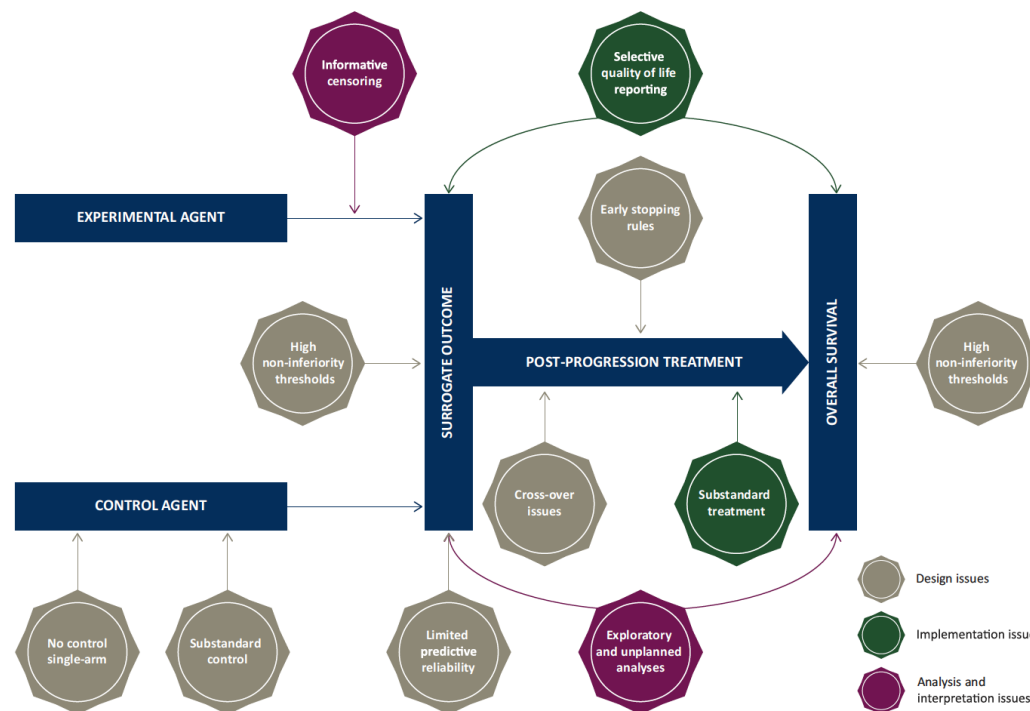 Informative
censoring
Selective
quality of life
reporting
EXPERIMENTAL AGENT
Early stopping
rules
SURROGATE OUTCOME
OVERALL SURVIVAL
High
non-inferiority
thresholds
POST-PROGRESSION TREATMENT
High
non-inferiority
thresholds
CONTROL AGENT
Cross-over
issues
Substandard
treatment
No control
single-arm
Substandard
control
Limited
predictive
reliability
Exploratory
and unplanned
analyses
Design issues
Implementation issue
Analysis and
interpretation issues